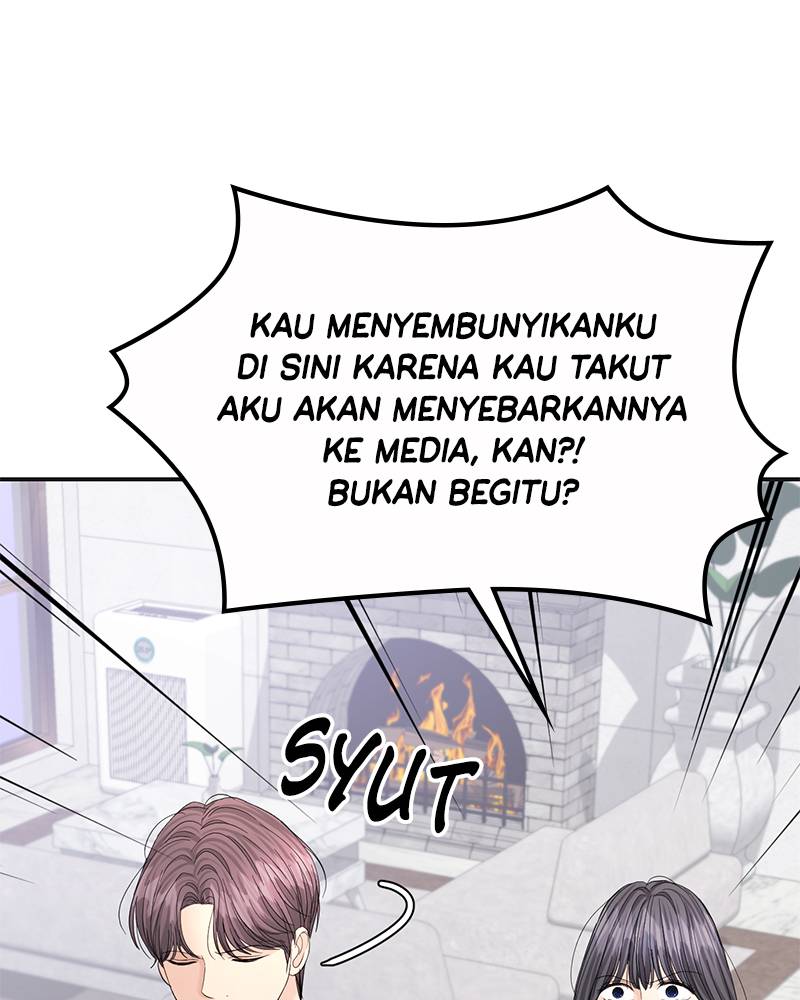 KAU MENYEMBUNYIKANKU
DI SINI KARENA KAU TAKUT
AKU AKAN MENYEBARKANNYA
KE MEDIA, KAN?!
BUKAN BEGITU?
SYUT